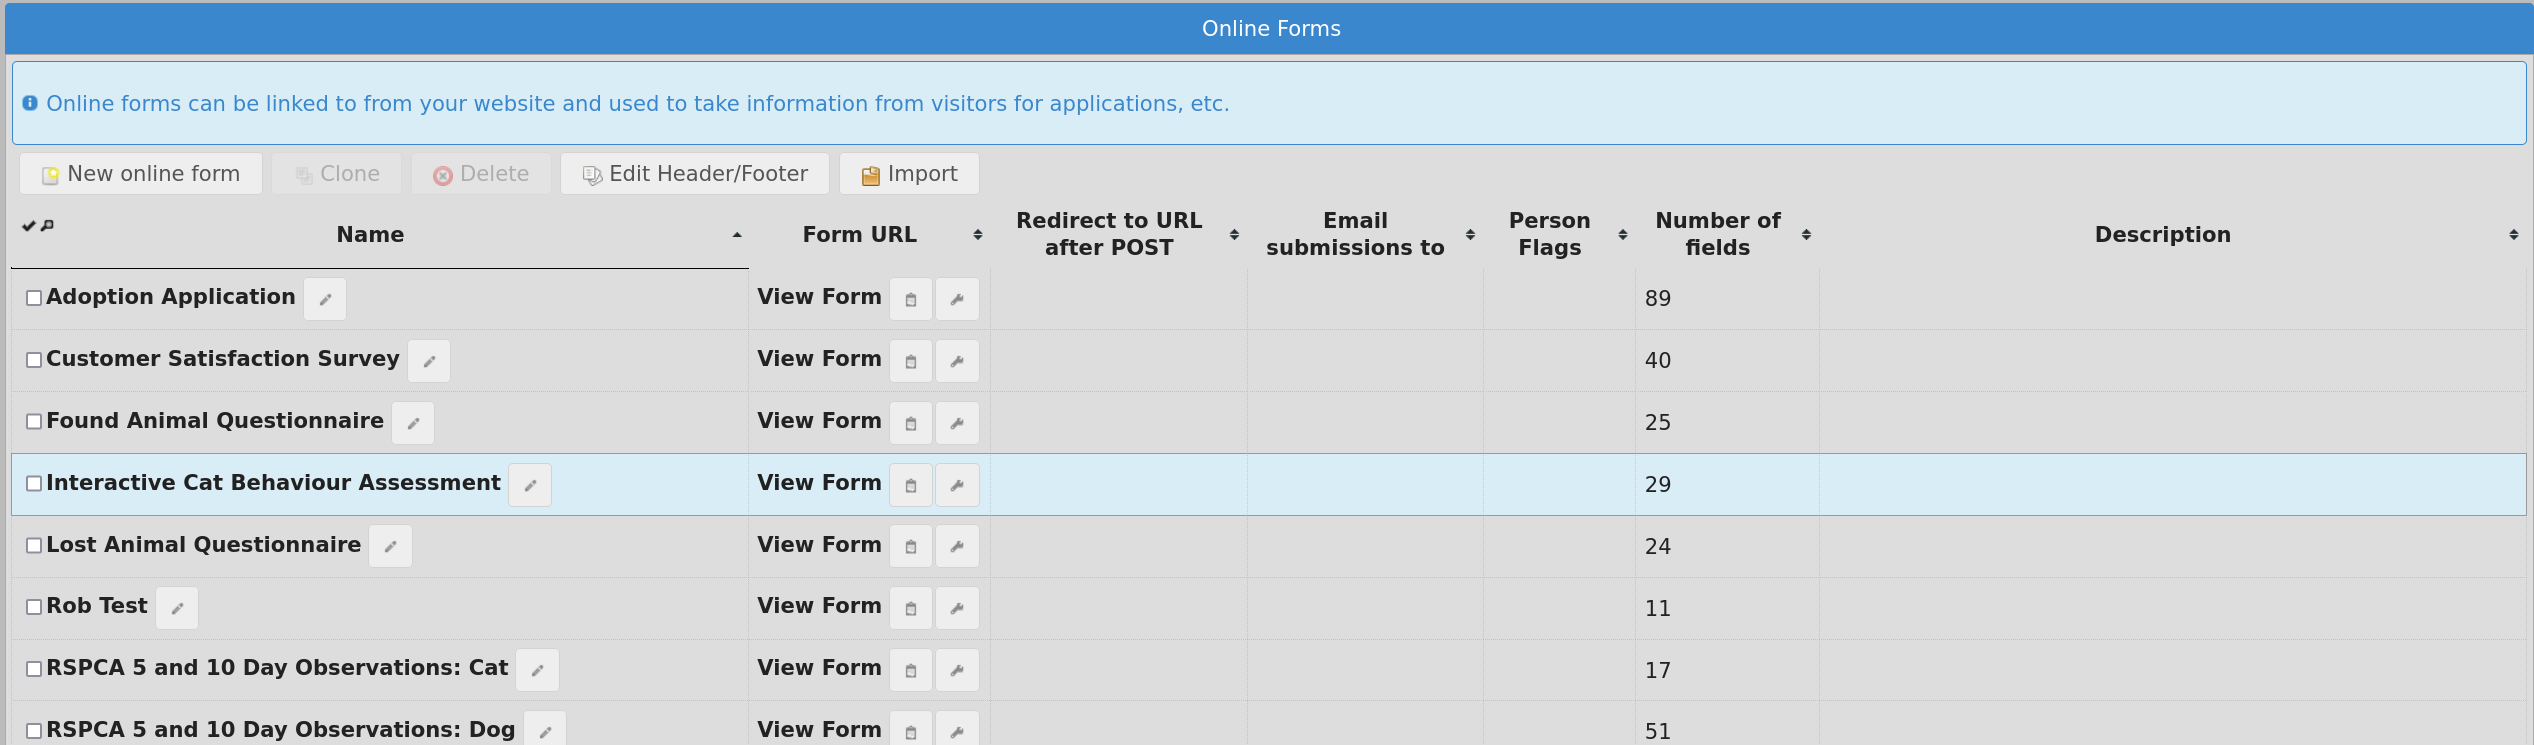 Online Forms
Online forms can be linked to from your website and used to take information from visitors for applications, etc.
New online form Clone Delete Edit Header/Footer Import
Name Form URL Redirect to URL after POST Email submissions to Person Flags Number of fields Description
Adoption Application View Form 89
Customer Satisfaction Survey View Form 40
Found Animal Questionnaire View Form 25
Interactive Cat Behaviour Assessment View Form 29
Lost Animal Questionnaire View Form 24
Rob Test View Form 11
RSPCA 5 and 10 Day Observations: Cat View Form 17
RSPCA 5 and 10 Day Observations: Dog View Form 51